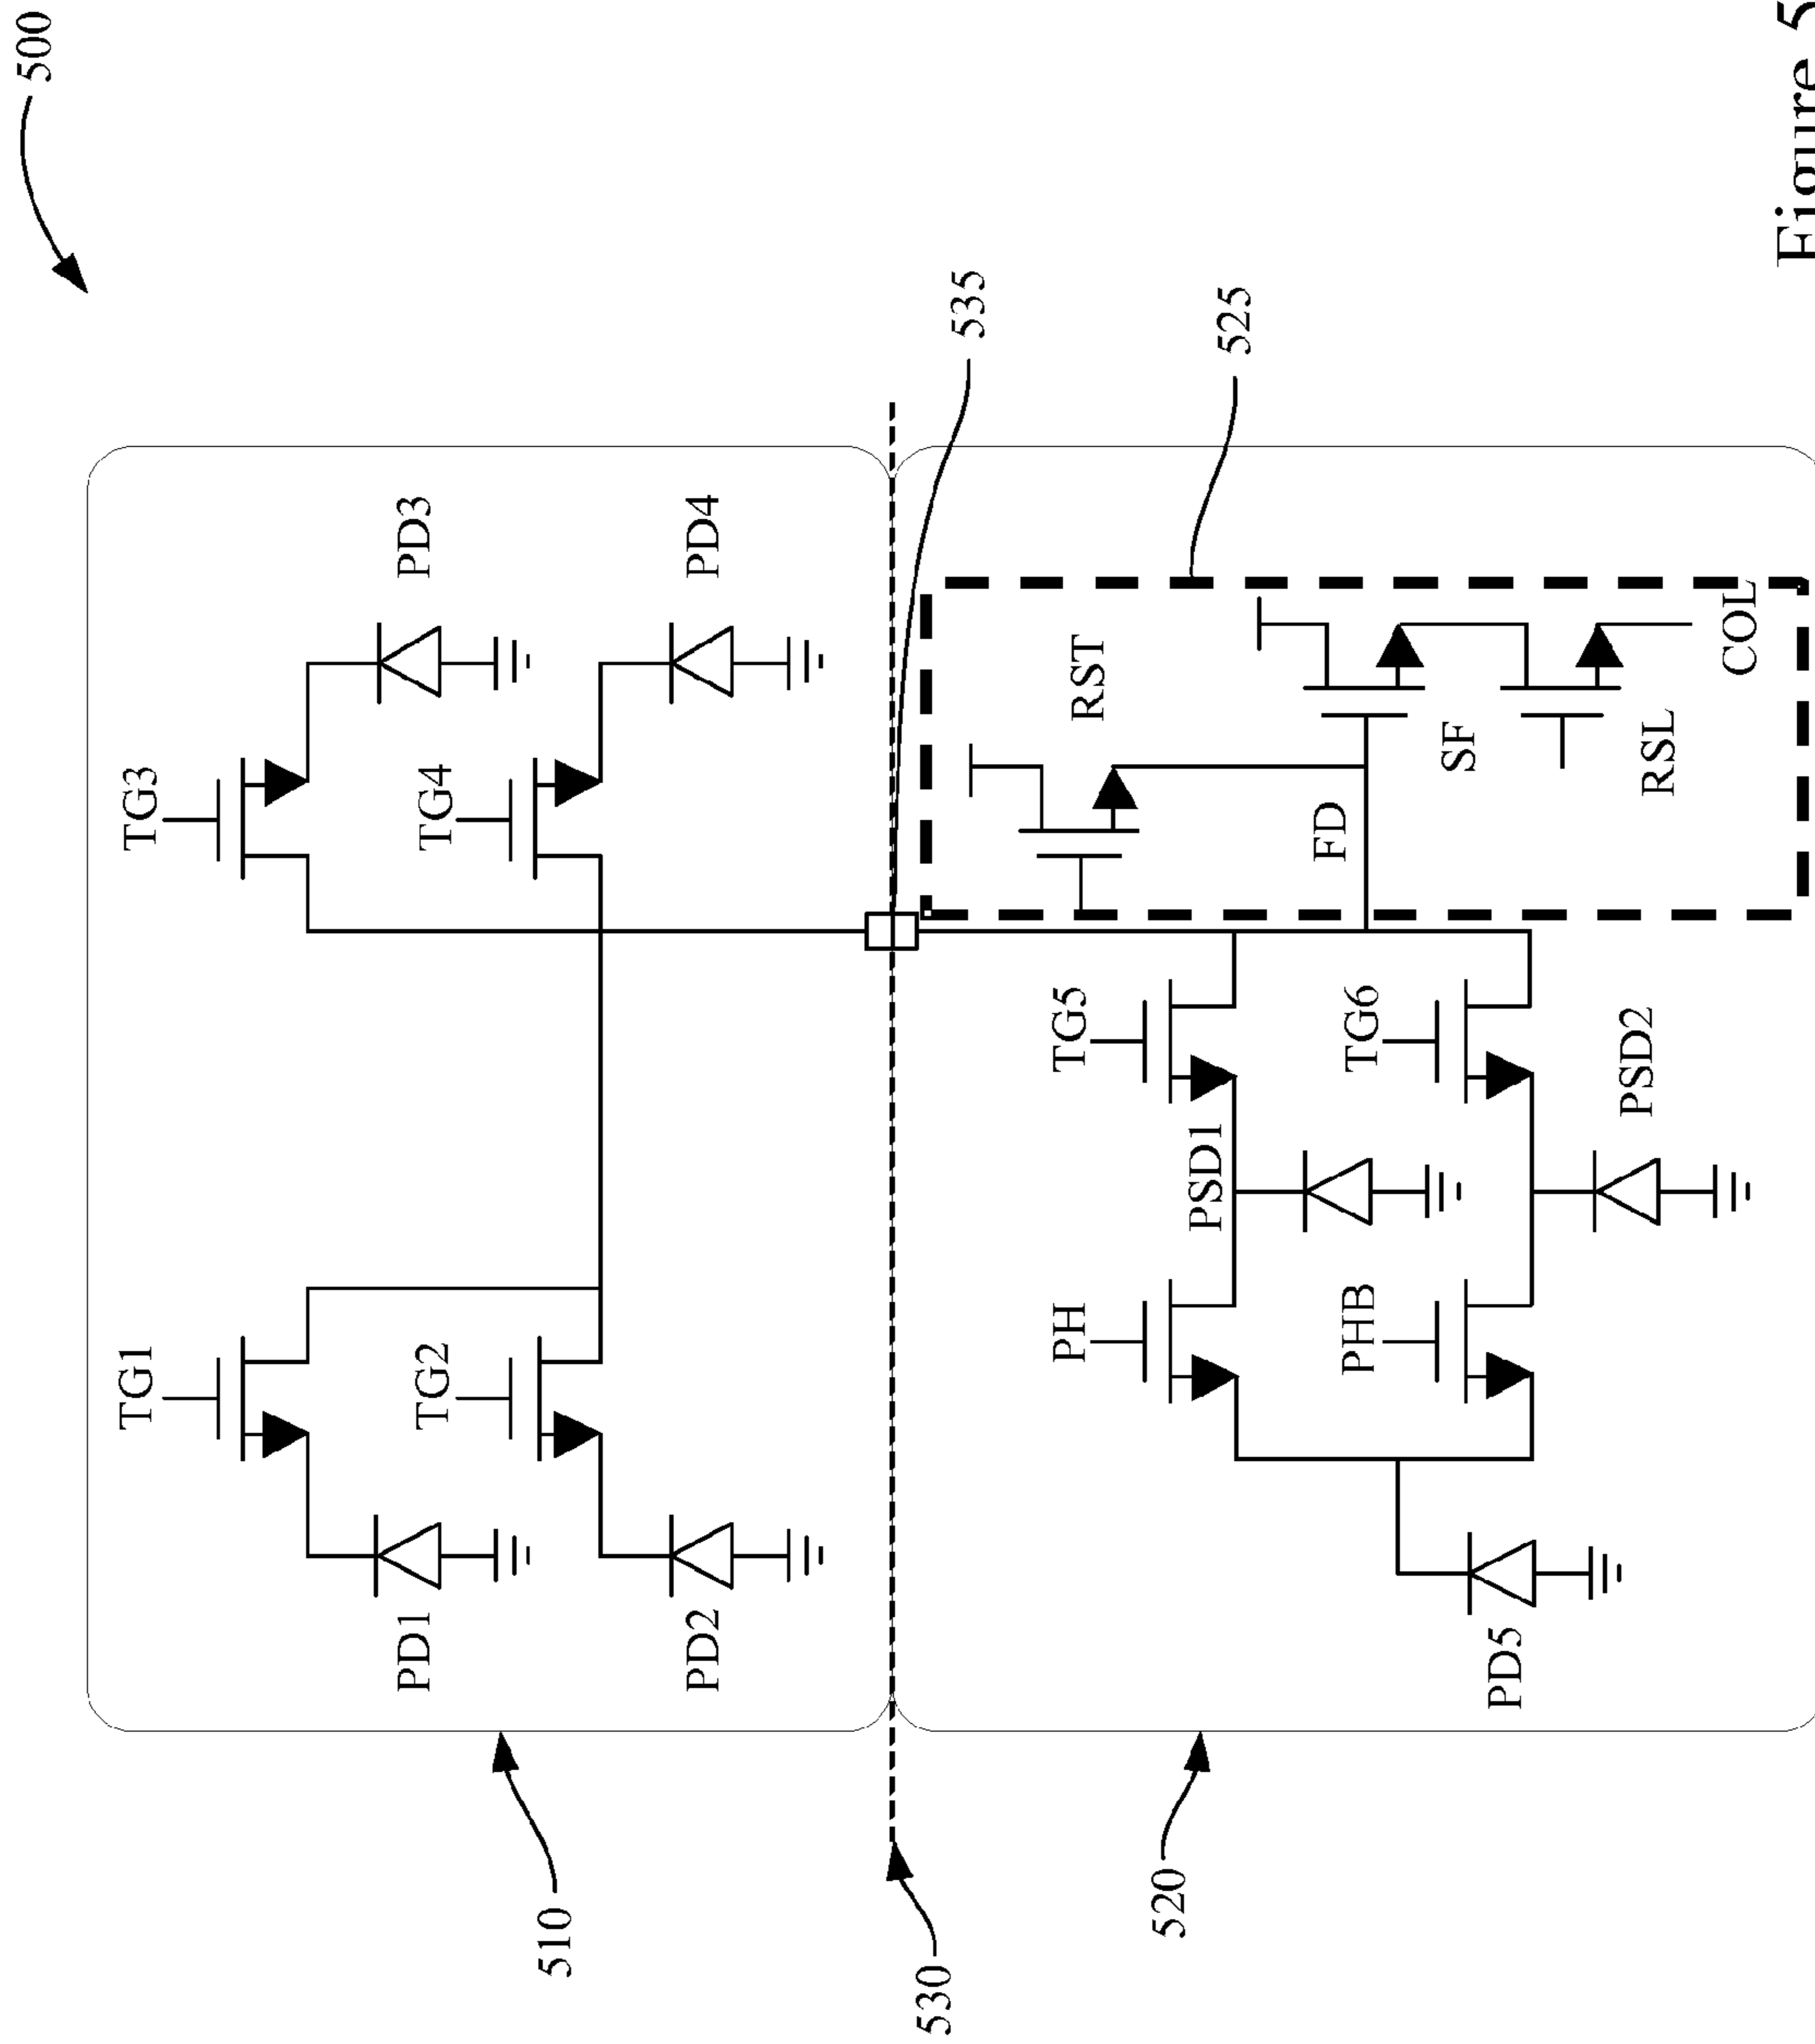 500
TG1
TG3
PD1
PD3
TG2
TG4
510
PD2
PD4
530
535
RST
TG5
PH
520
PSD1
525
FD
TG6
PHB
SF
PD5
PSD2
RSL
COL
Figure 5